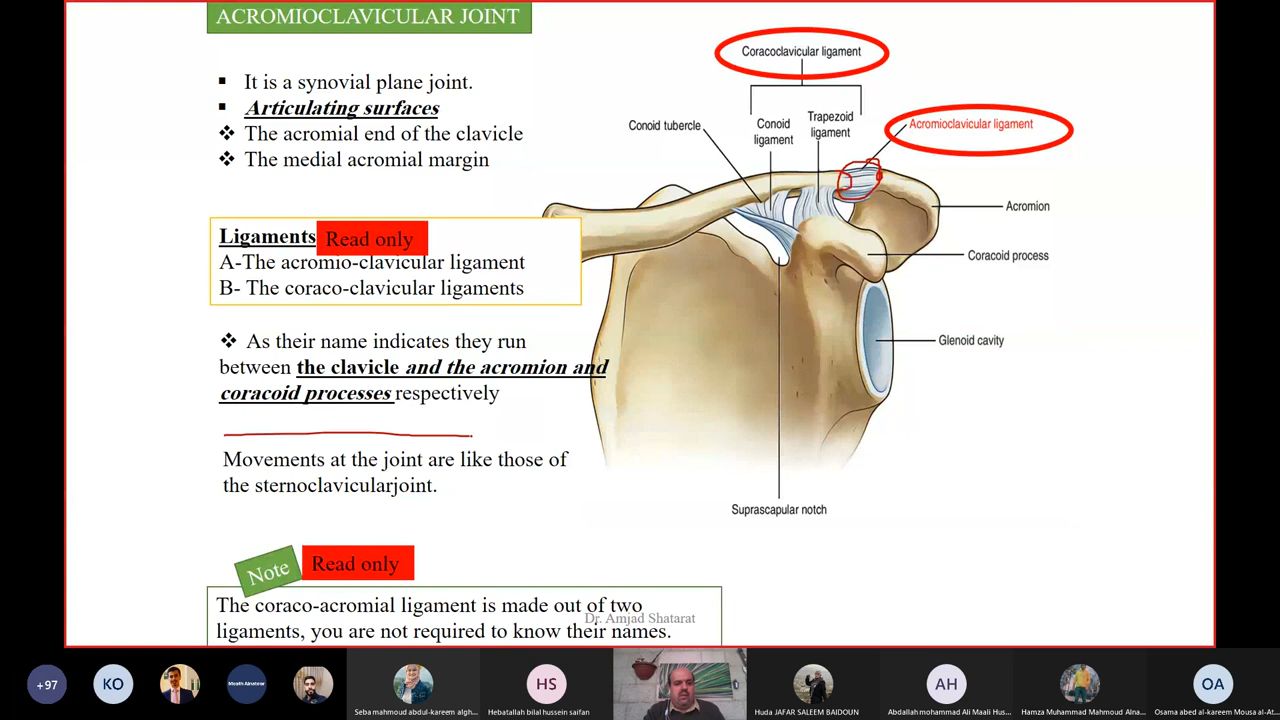 ACROMIOCLAVICULAR JOINT
It is a synovial plane joint.
Articulating surfaces
The acromial end of the clavicle
The medial acromial margin
Ligaments Read only
A-The acromio-clavicular ligament
B- The coraco-clavicular ligaments
As their name indicates they run
between the clavicle and the acromion and
coracoid processes respectively
Movements at the joint are like those of
the sternoclavicularjoint.
Note
Read only
The coraco-acromial ligament is made out of two
ligaments, you are not required to know their names.
Dr. Amjad Shatarat
Coracoclavicular ligament
Conoid tubercle
Conoid
ligament
Trapezoid
ligament
Acromioclavicular ligament
Acromion
Coracoid process
Glenoid cavity
Suprascapular notch
+97
KO
Meath Alnatour
Seba mahmoud abdul-kareem algh...
HS
Hebatallah bilal hussein saifan
Huda JAFAR SALEEM BAIDOUN
AH
Abdallah mohammad Ali Maali Hus...
Hamza Muhammad Mahmoud Alna...
OA
Osama abed al-kareem Mousa al-At...